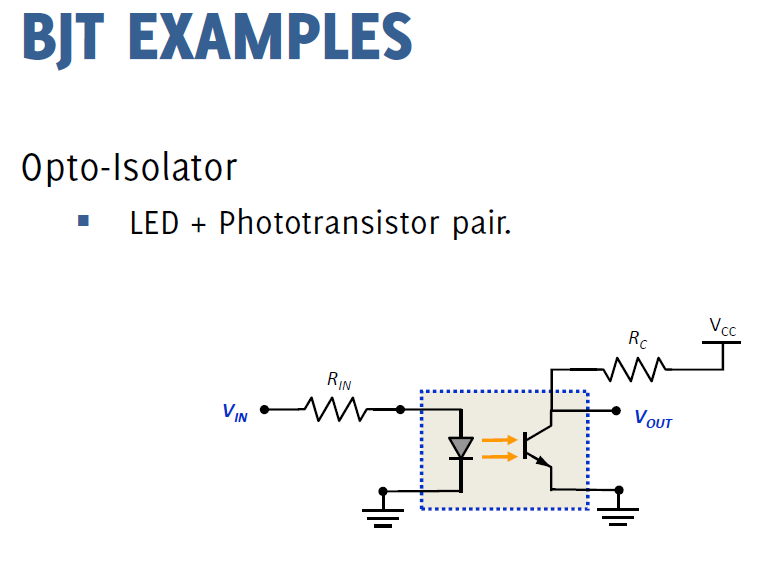 BJT EXAMPLES
Opto-Isolator
▪ LED + Phototransistor pair.
V_CC
R_C
R_IN
V_IN
V_OUT